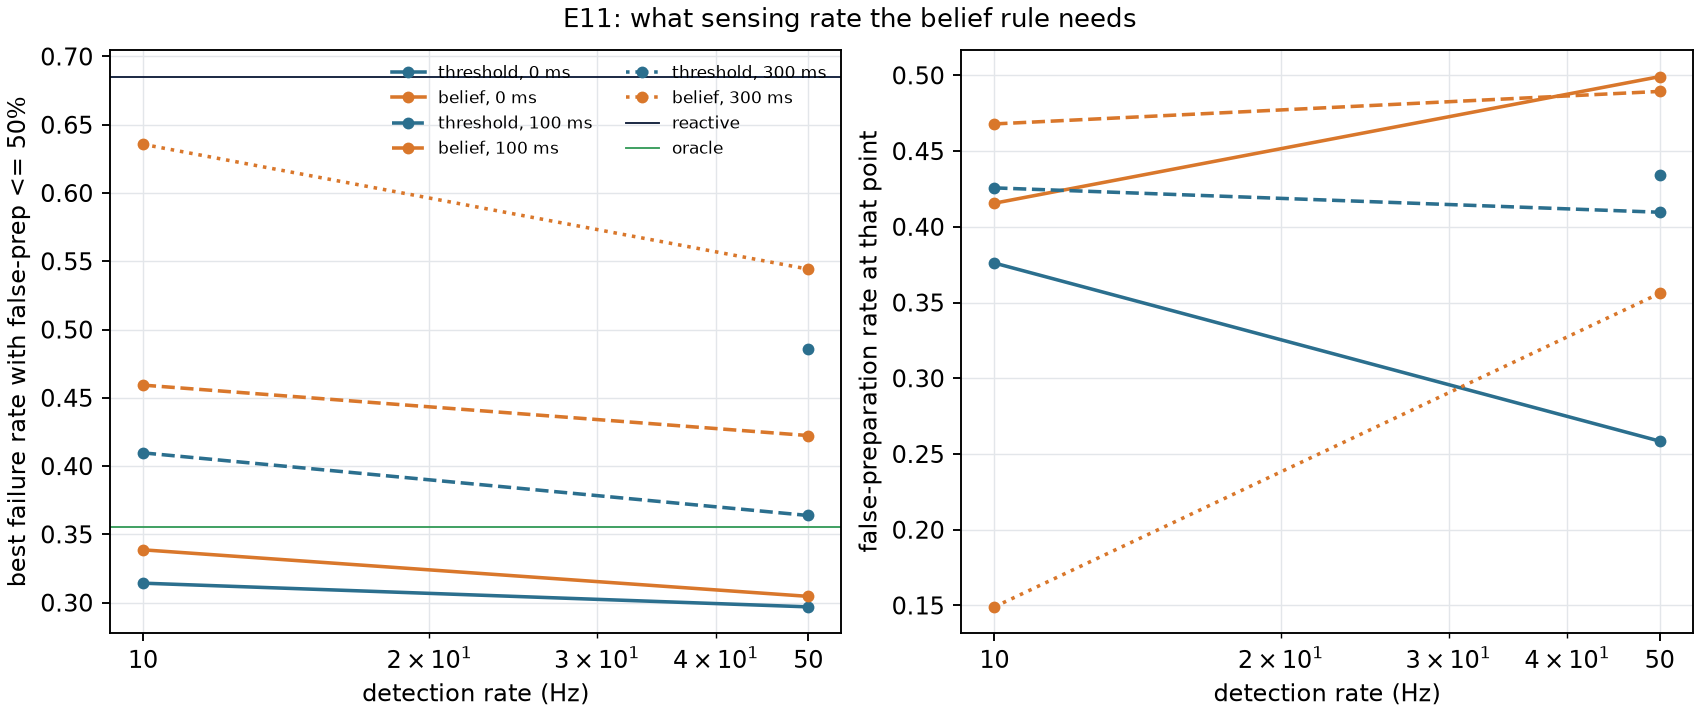 E11: what sensing rate the belief rule needs
best failure rate with false-prep <= 50%
0.70
0.65
0.60
0.55
0.50
0.45
0.40
0.35
0.30
threshold, 0 ms
belief, 0 ms
threshold, 100 ms
belief, 100 ms
threshold, 300 ms
belief, 300 ms
reactive
oracle
10
2 × 10¹
3 × 10¹
4 × 10¹
50
detection rate (Hz)
false-preparation rate at that point
0.50
0.45
0.40
0.35
0.30
0.25
0.20
0.15
10
2 × 10¹
3 × 10¹
4 × 10¹
50
detection rate (Hz)